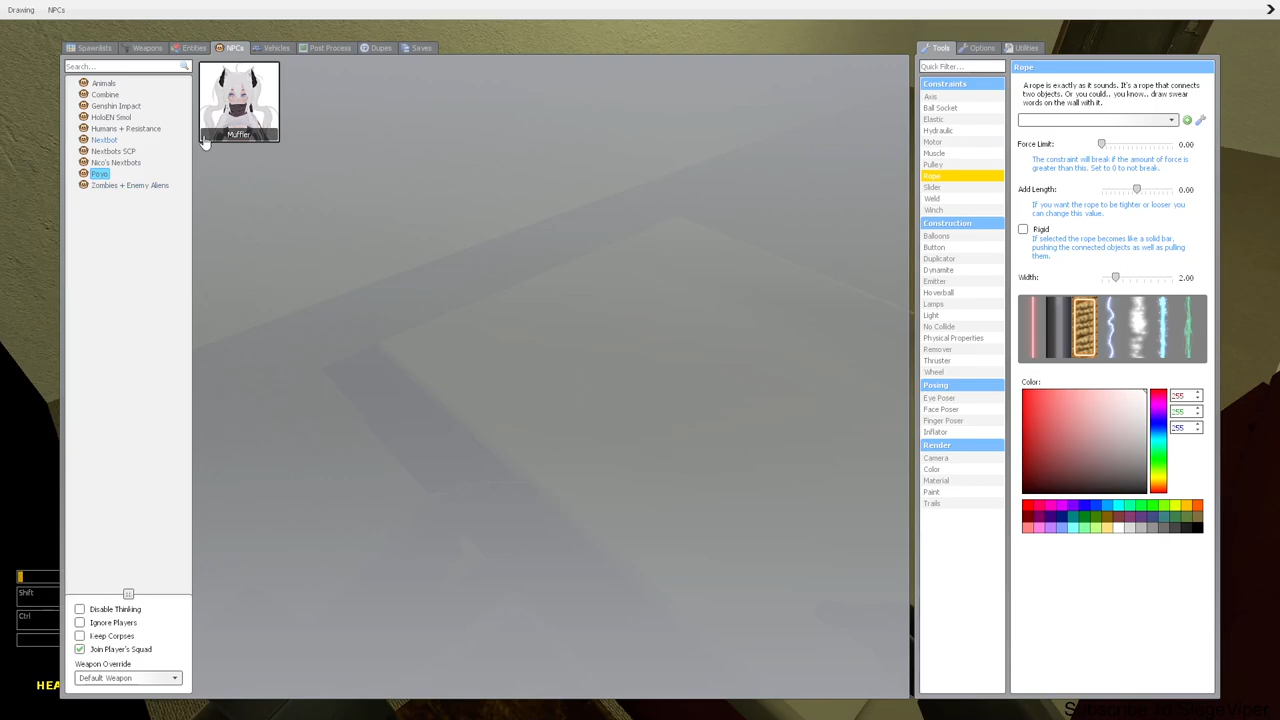 Drawing NPCs
Spawnlists Weapons Entities NPCs Vehicles Post Process Dupes Saves
Search...
Animals
Combine
Genshin Impact
HoloEN Smol
Humans + Resistance
Nextbot
Nextbots SCP
Nico's Nextbots
Poyo
Zombies + Enemy Aliens
Muffler
Disable Thinking
Ignore Players
Keep Corpses
Join Player's Squad
Weapon Override
Default Weapon
Shift
Ctrl
HEA
Tools Options Utilities
Quick Filter...
Constraints
Axis
Ball Socket
Elastic
Hydraulic
Motor
Muscle
Pulley
Rope
Slider
Weld
Winch
Construction
Balloons
Button
Duplicator
Dynamite
Emitter
Hoverball
Lamps
Light
No Collide
Physical Properties
Remover
Thruster
Wheel
Posing
Eye Poser
Face Poser
Finger Poser
Inflator
Render
Camera
Color
Material
Paint
Trails
Rope
A rope is exactly as it sounds. It's a rope that connects
two objects. Or you could.. you know.. draw swear
words on the wall with it.
Force Limit: 0.00
The constraint will break if the amount of force is
greater than this. Set to 0 to not break.
Add Length: 0.00
If you want the rope to be tighter or looser you
can change this value.
Rigid
If selected the rope becomes like a solid bar,
pushing the connected objects as well as pulling
them.
Width: 2.00
Color:
255
255
255
Subscribe To SlugeViper